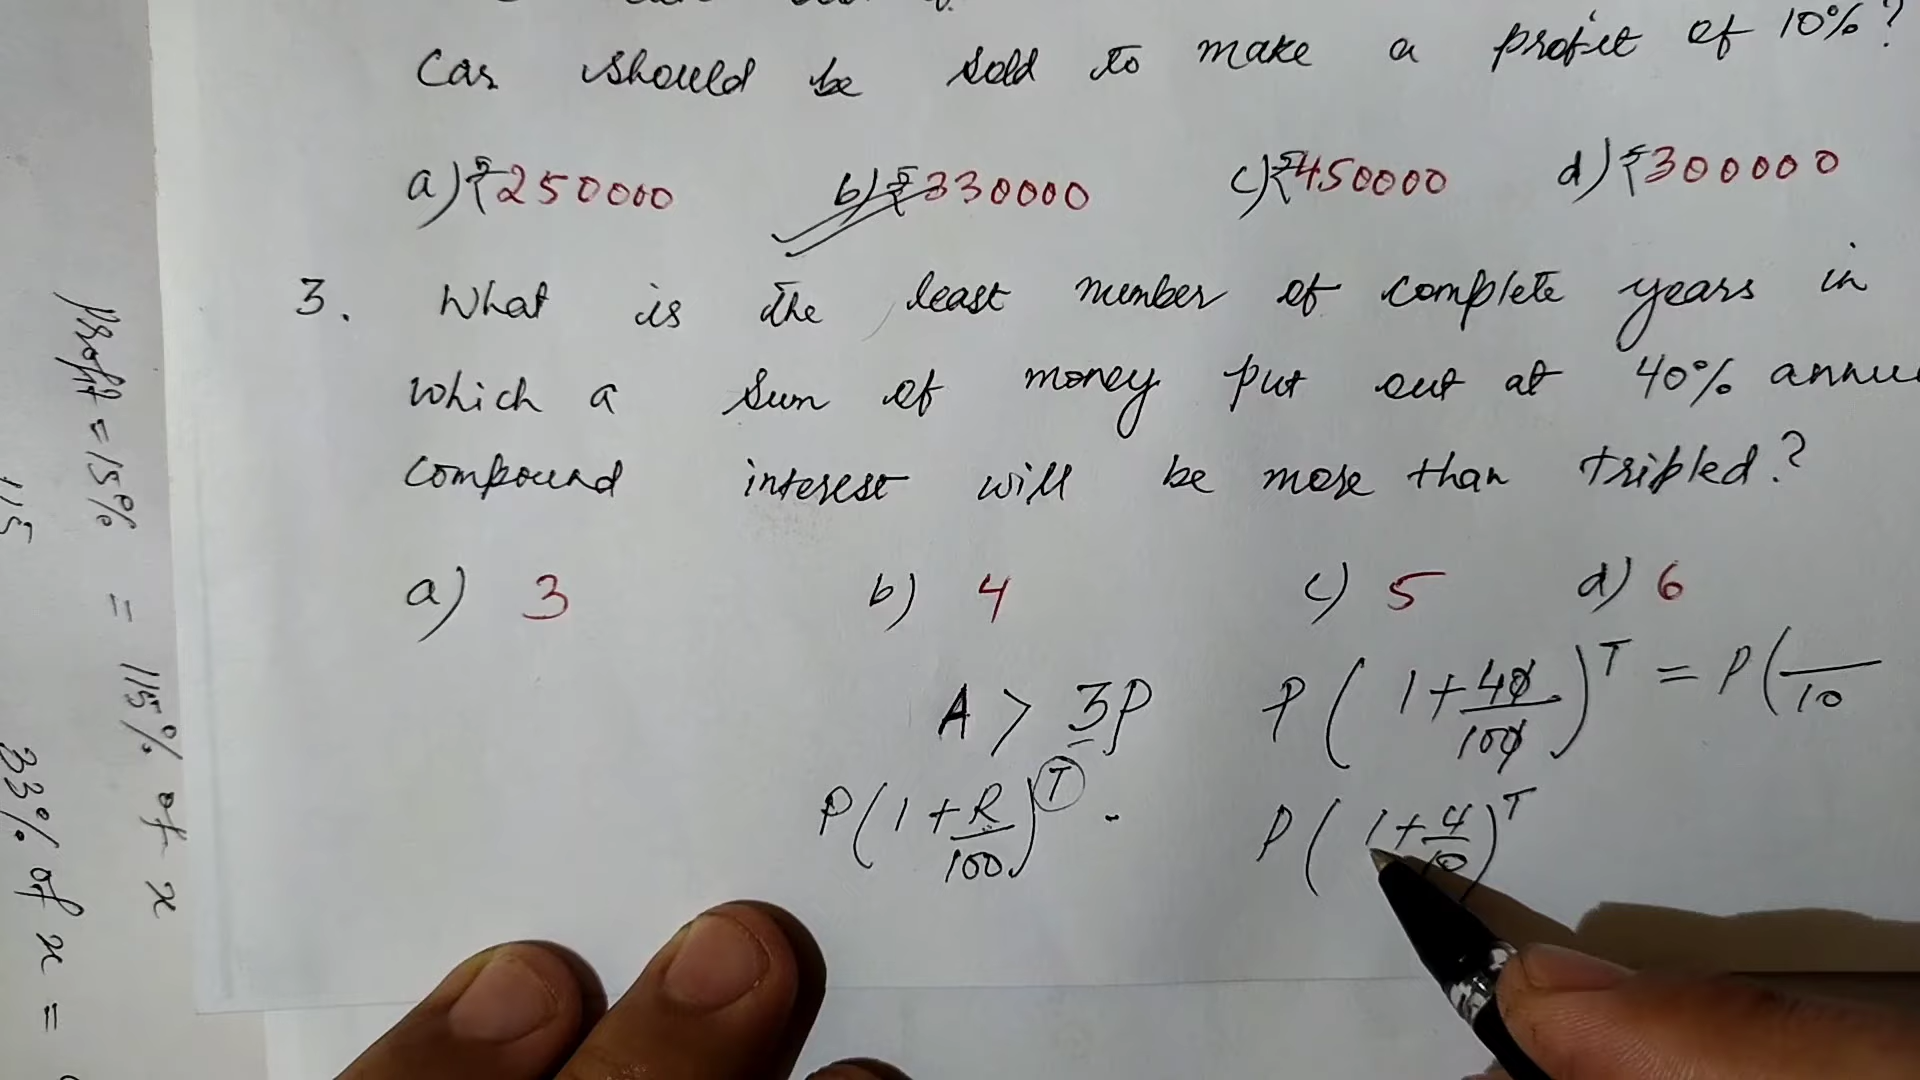 Car should be sold to make a profit of 10%?
a) ₹250000 b) ₹330000 c) ₹450000 d) ₹300000
3. What is the least number of complete years in
which a sum of money put out at 40% annu
compound interest will be more than tripled?
a) 3 b) 4 c) 5 d) 6
A > 3P
P(1+R/100)^T
P(1+40/100)^T = P(/10
P(1+4/10)^T
Profit = 15% = 115% of x
115
33% of x =